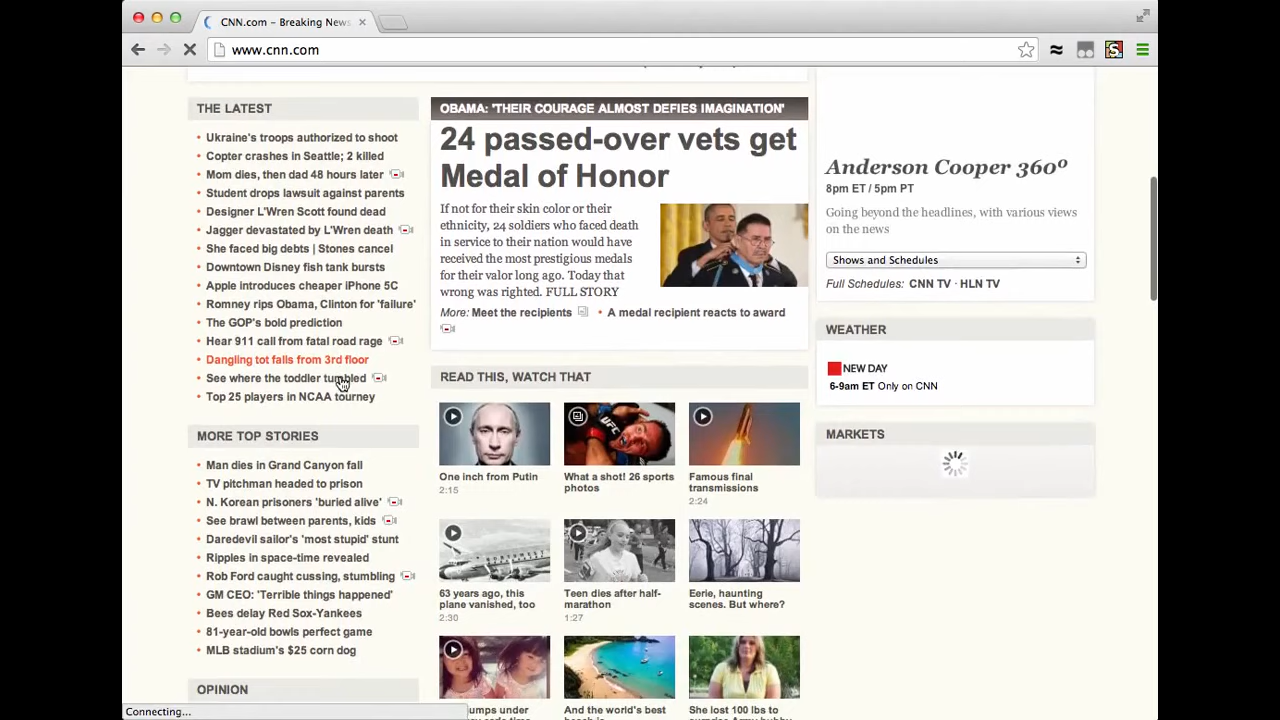 CNN.com – Breaking News,
www.cnn.com
THE LATEST
Ukraine's troops authorized to shoot
Copter crashes in Seattle; 2 killed
Mom dies, then dad 48 hours later
Student drops lawsuit against parents
Designer L'Wren Scott found dead
Jagger devastated by L'Wren death
She faced big debts | Stones cancel
Downtown Disney fish tank bursts
Apple introduces cheaper iPhone 5C
Romney rips Obama, Clinton for 'failure'
The GOP's bold prediction
Hear 911 call from fatal road rage
Dangling tot falls from 3rd floor
See where the toddler tumbled
Top 25 players in NCAA tourney
MORE TOP STORIES
Man dies in Grand Canyon fall
TV pitchman headed to prison
N. Korean prisoners 'buried alive'
See brawl between parents, kids
Daredevil sailor's 'most stupid' stunt
Ripples in space-time revealed
Rob Ford caught cussing, stumbling
GM CEO: 'Terrible things happened'
Bees delay Red Sox-Yankees
81-year-old bowls perfect game
MLB stadium's $25 corn dog
OPINION
OBAMA: 'THEIR COURAGE ALMOST DEFIES IMAGINATION'
24 passed-over vets get
Medal of Honor
If not for their skin color or their
ethnicity, 24 soldiers who faced death
in service to their nation would have
received the most prestigious medals
for their valor long ago. Today that
wrong was righted. FULL STORY
More: Meet the recipients • A medal recipient reacts to award
READ THIS, WATCH THAT
One inch from Putin
2:15
What a shot! 26 sports
photos
Famous final
transmissions
2:24
63 years ago, this
plane vanished, too
2:30
Teen dies after half-
marathon
1:27
Eerie, haunting
scenes. But where?
And the world's best
She lost 100 lbs to
Anderson Cooper 360º
8pm ET / 5pm PT
Going beyond the headlines, with various views
on the news
Shows and Schedules
Full Schedules: CNN TV · HLN TV
WEATHER
NEW DAY
6-9am ET Only on CNN
MARKETS
Connecting...